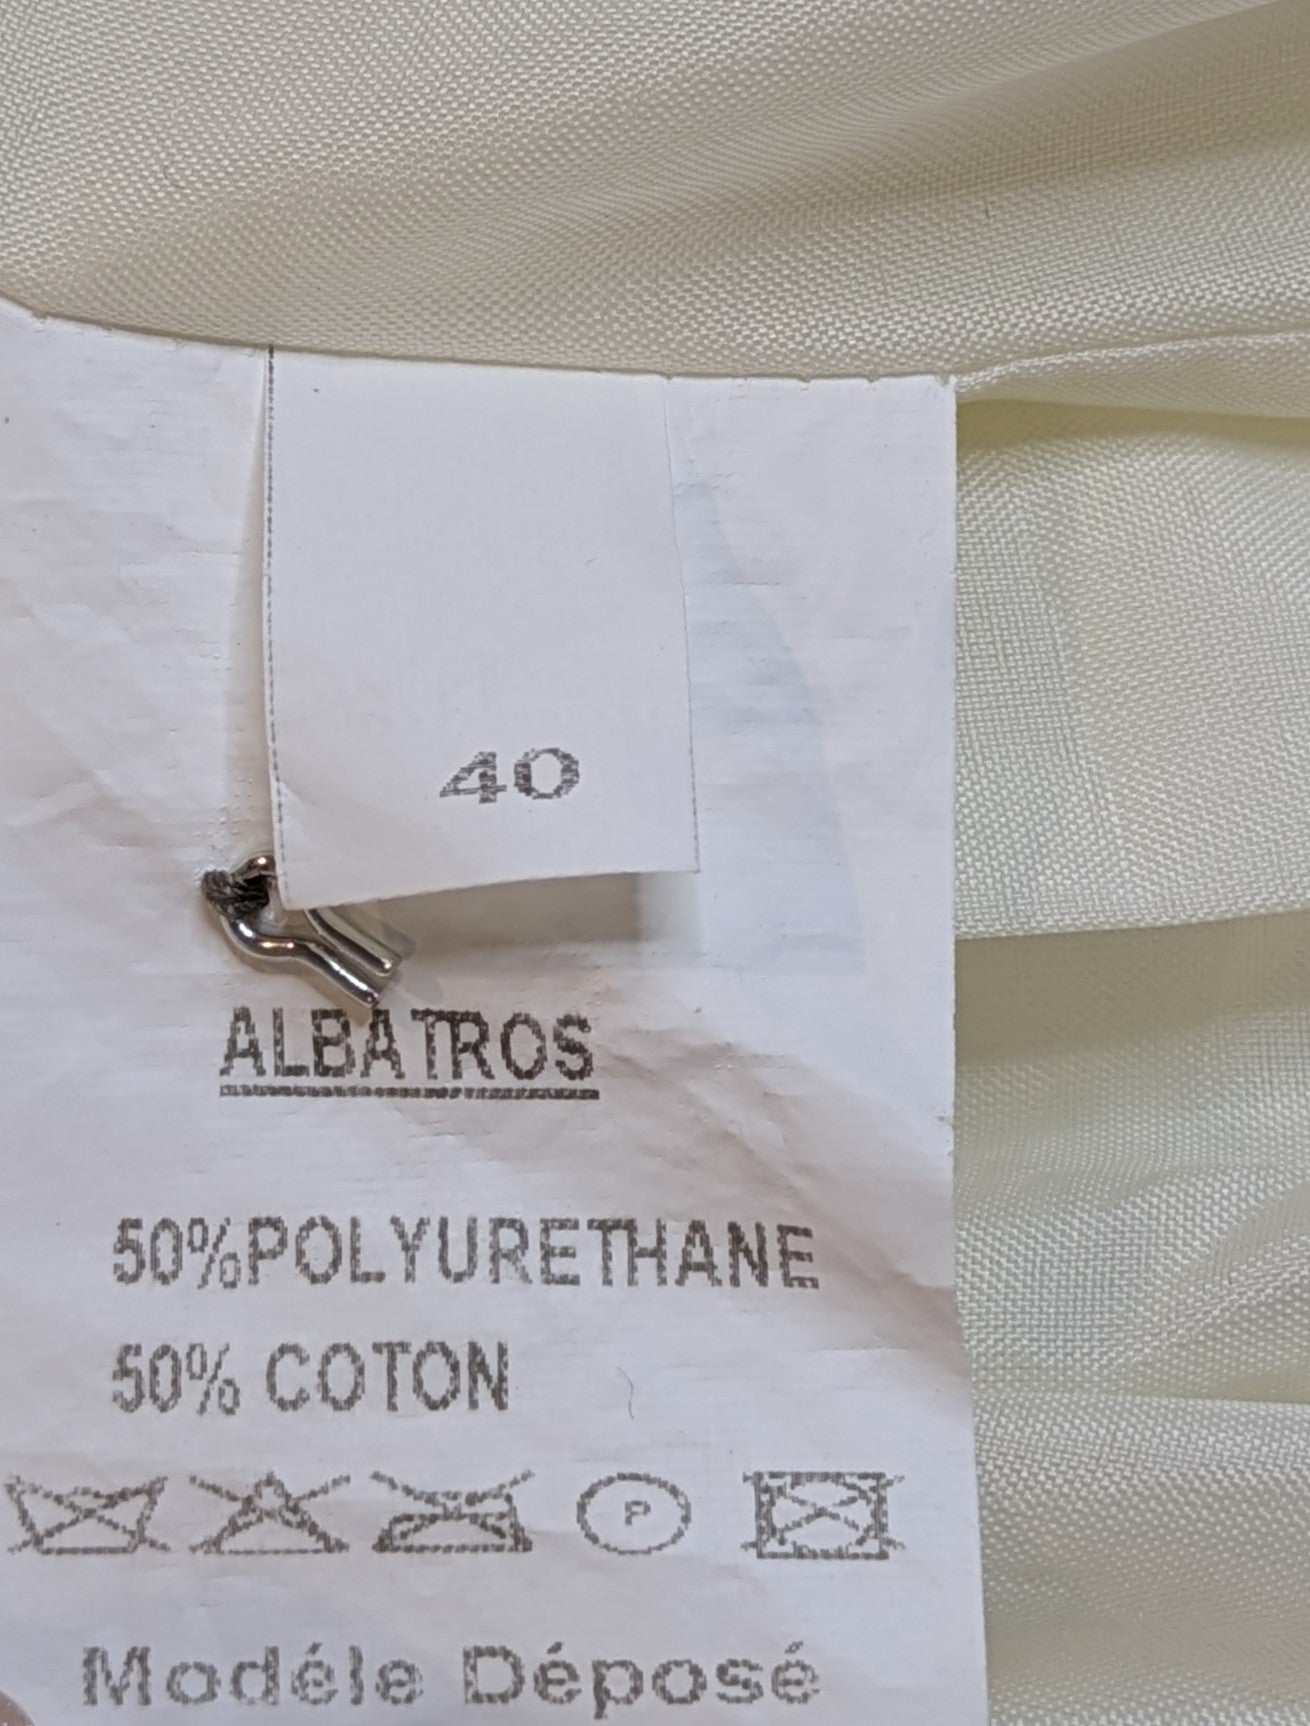 40
ALBATROS
50%POLYURETHANE
50% COTON
P
Modéle Déposé